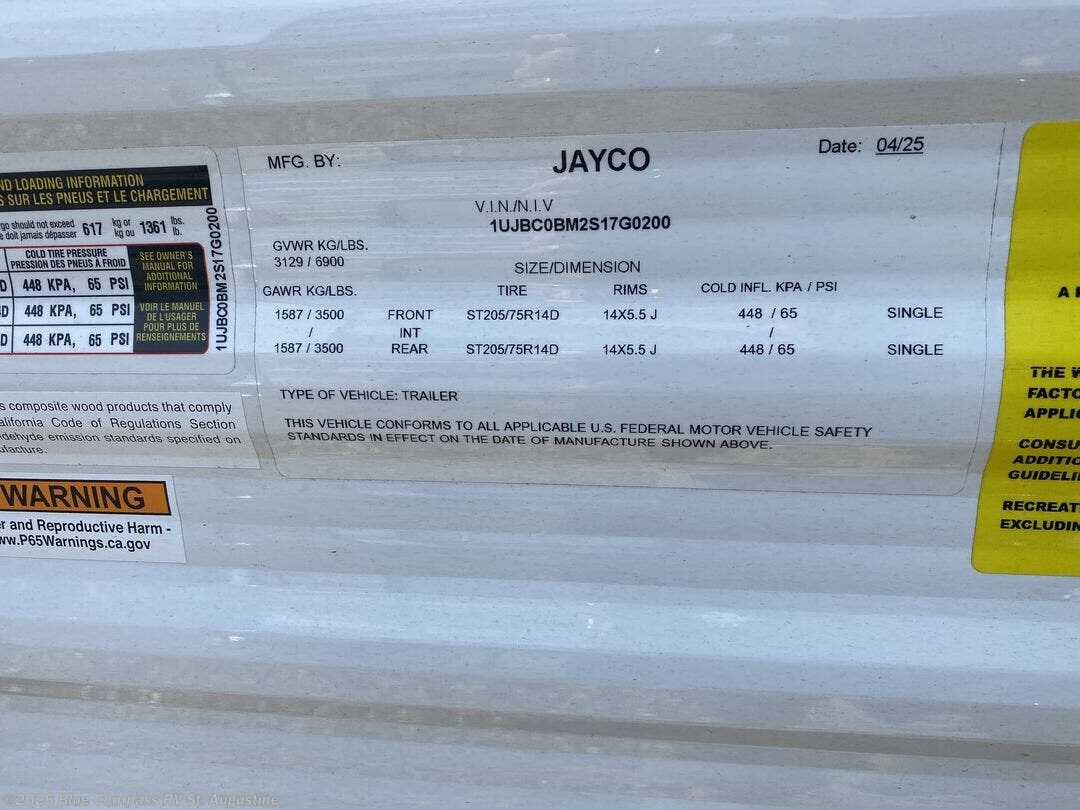 ND LOADING INFORMATION
S SUR LES PNEUS ET LE CHARGEMENT
go should not exceed 617 kg or 1361 lbs.
e doit jamais dépasser kg ou lb.
COLD TIRE PRESSURE
PRESSION DES PNEUS À FROID
D 448 KPA, 65 PSI
D 448 KPA, 65 PSI
D 448 KPA, 65 PSI
SEE OWNER'S
MANUAL FOR
ADDITIONAL
INFORMATION
VOIR LE MANUEL
DE L'USAGER
POUR PLUS DE
RENSEIGNEMENTS
1UJBC0BM2S17G0200
s composite wood products that comply
alifornia Code of Regulations Section
ldehyde emission standards specified on
ufacture.
WARNING
er and Reproductive Harm -
ww.P65Warnings.ca.gov
MFG. BY: JAYCO Date: 04/25
V.I.N./N.I.V
1UJBC0BM2S17G0200
GVWR KG/LBS.
3129 / 6900
SIZE/DIMENSION
GAWR KG/LBS. TIRE RIMS COLD INFL. KPA / PSI
1587 / 3500 FRONT ST205/75R14D 14X5.5 J 448 / 65 SINGLE
/ INT /
1587 / 3500 REAR ST205/75R14D 14X5.5 J 448 / 65 SINGLE
TYPE OF VEHICLE: TRAILER
THIS VEHICLE CONFORMS TO ALL APPLICABLE U.S. FEDERAL MOTOR VEHICLE SAFETY
STANDARDS IN EFFECT ON THE DATE OF MANUFACTURE SHOWN ABOVE.
A
THE W
FACTO
APPLIC
CONSU
ADDITIO
GUIDELI
RECREAT
EXCLUDIN
©2025 Blue Compass RV St. Augustine